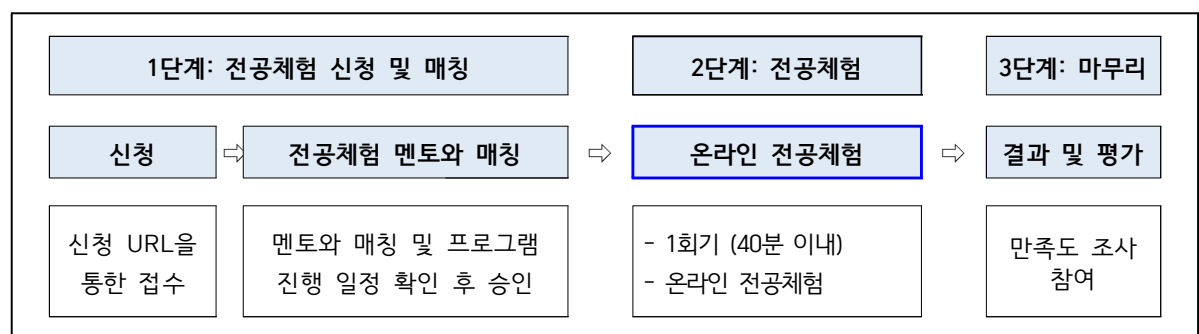 1단계: 전공체험 신청 및 매칭
2단계: 전공체험
3단계: 마무리
신청
⇨
전공체험 멘토와 매칭
⇨
온라인 전공체험
⇨
결과 및 평가
신청 URL을
통한 접수
멘토와 매칭 및 프로그램
진행 일정 확인 후 승인
- 1회기 (40분 이내)
- 온라인 전공체험
만족도 조사
참여